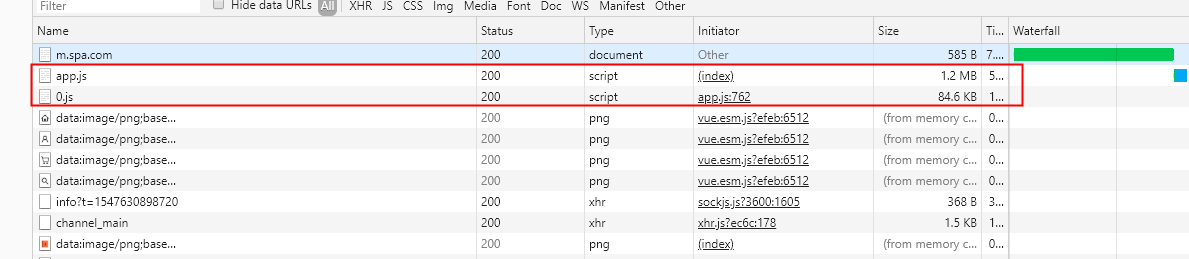 Filter Hide data URLs All XHR JS CSS Img Media Font Doc WS Manifest Other
Name Status Type Initiator Size Ti... Waterfall
m.spa.com 200 document Other 585 B 7....
app.js 200 script (index) 1.2 MB 5...
0.js 200 script app.js:762 84.6 KB 1...
data:image/png;base... 200 png vue.esm.js?efeb:6512 (from memory c... 0...
data:image/png;base... 200 png vue.esm.js?efeb:6512 (from memory c... 0...
data:image/png;base... 200 png vue.esm.js?efeb:6512 (from memory c... 0...
data:image/png;base... 200 png vue.esm.js?efeb:6512 (from memory c... 0...
info?t=1547630898720 200 xhr sockjs.js?3600:1605 368 B 3...
channel_main 200 xhr xhr.js?ec6c:178 1.5 KB 1...
data:image/png;base... 200 png (index) (from memory c... 0...